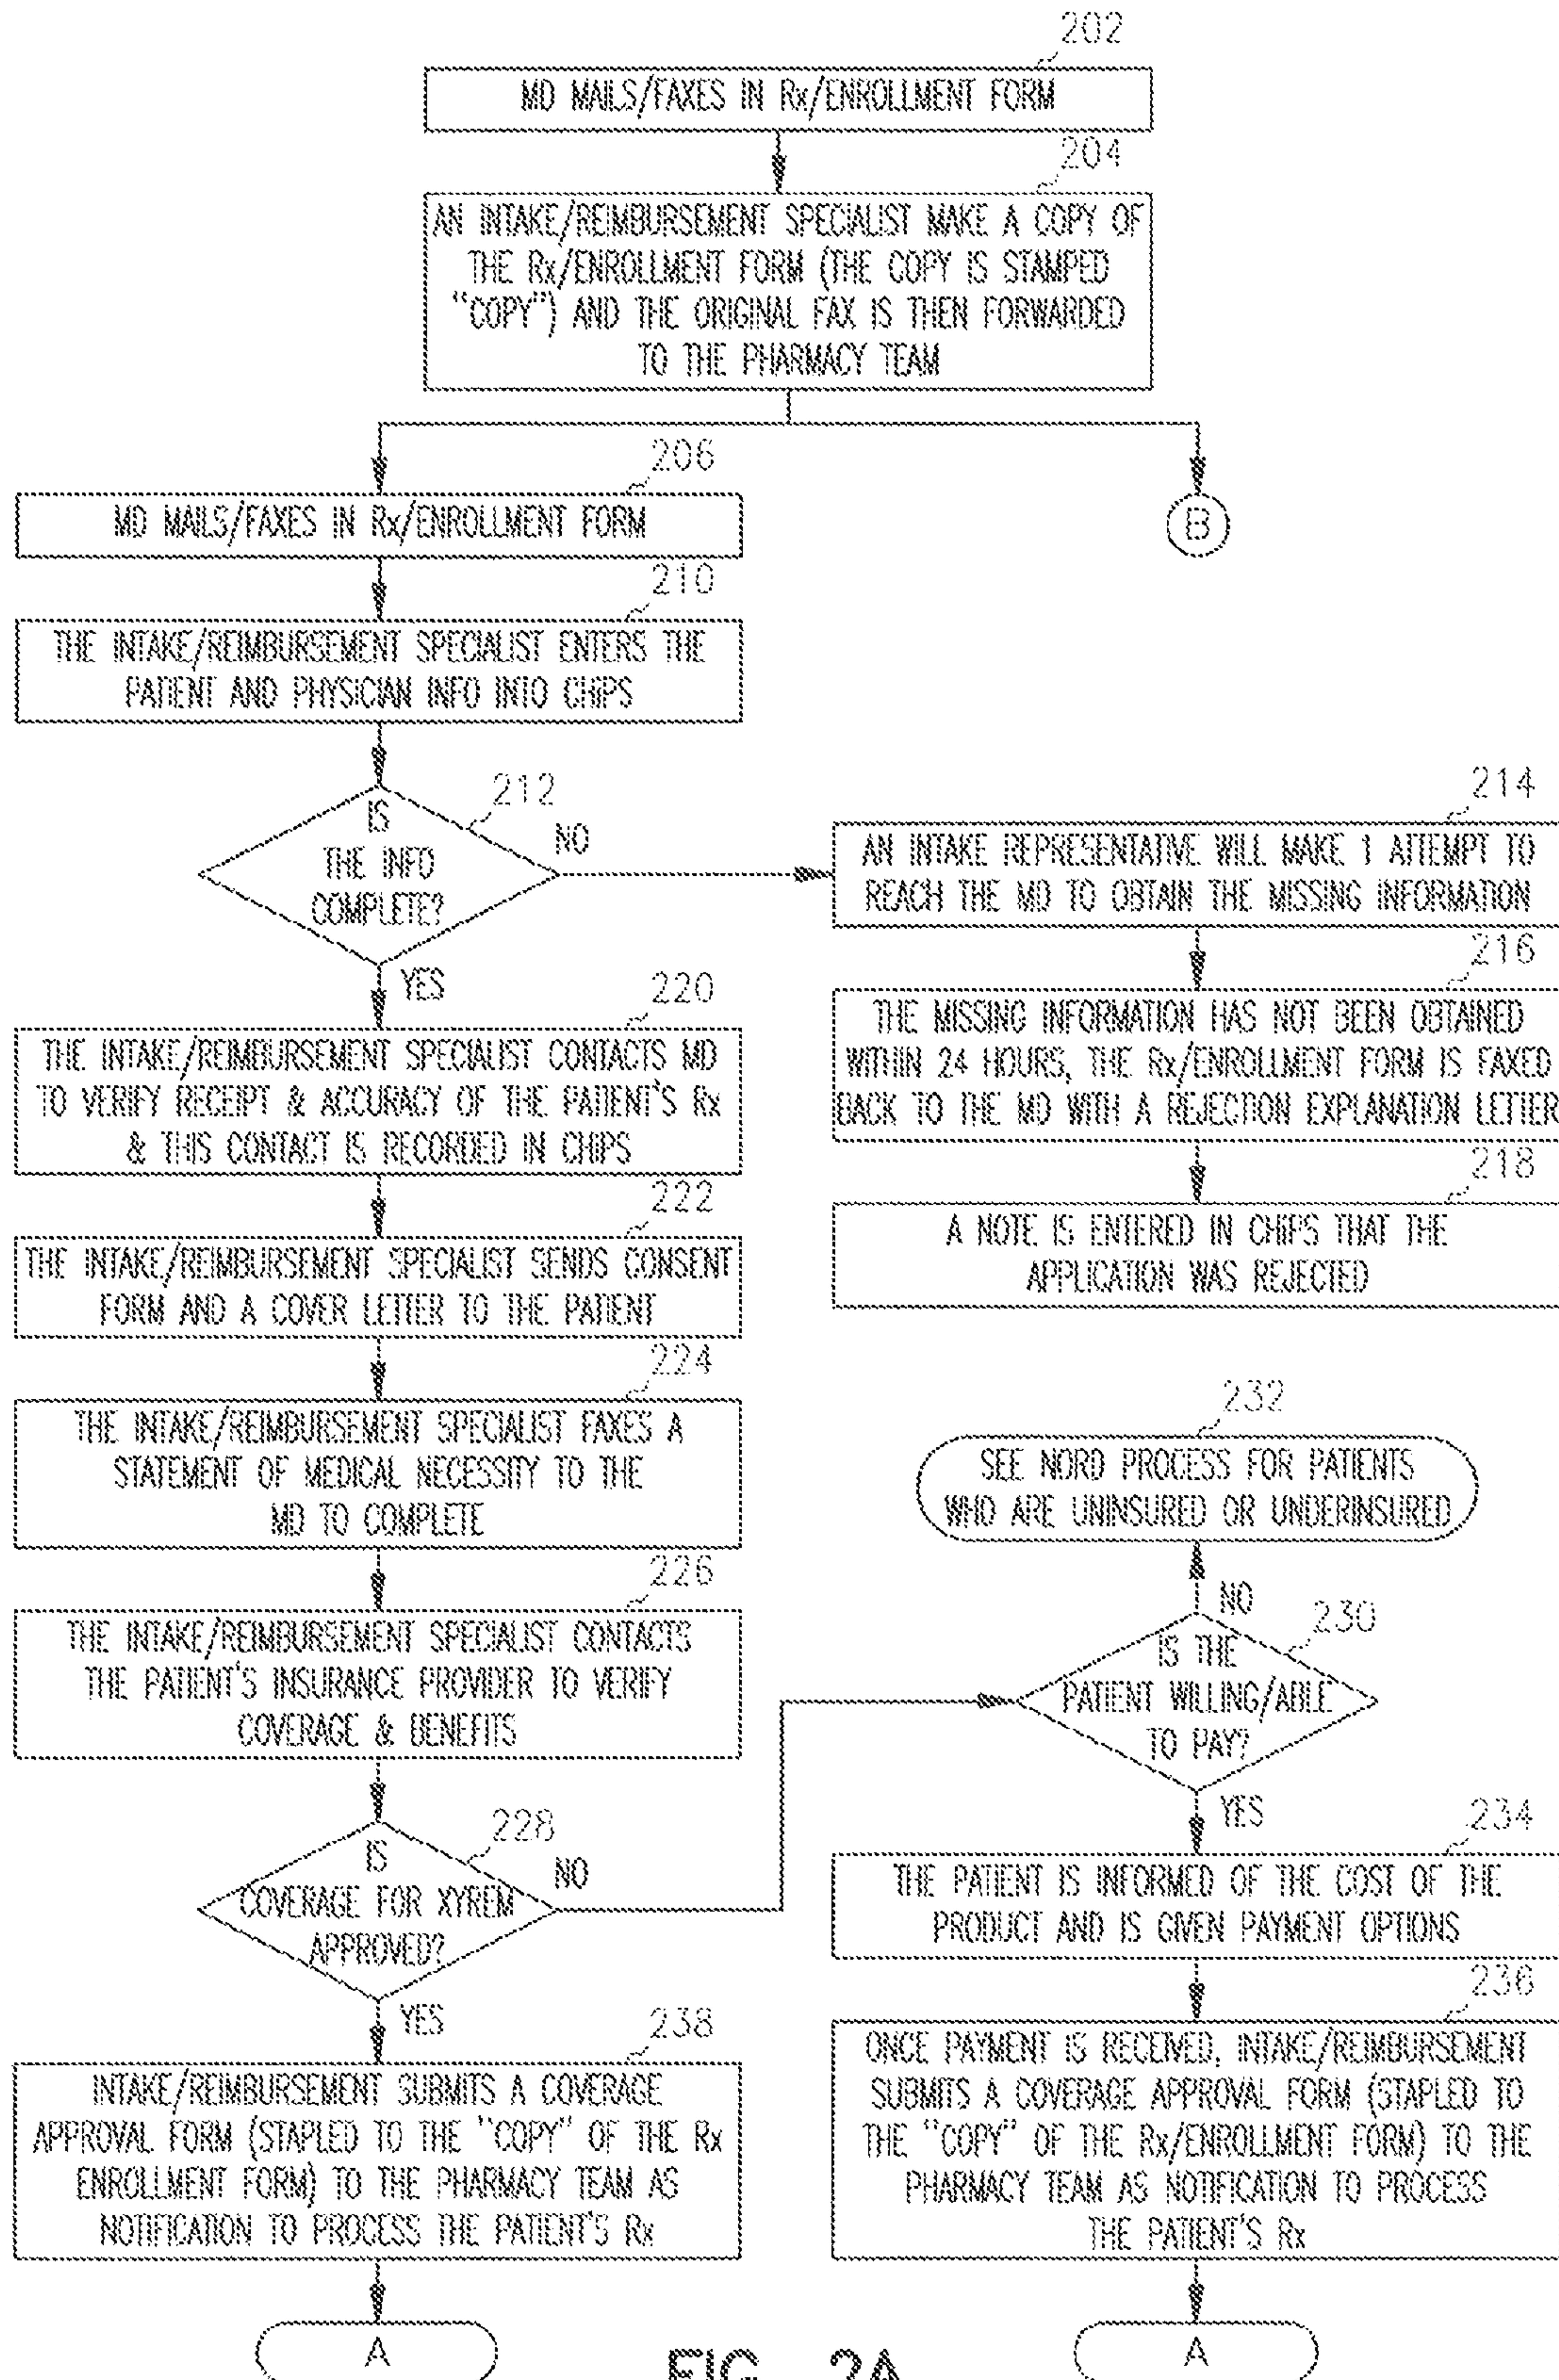 202
MD MAILS/FAXES IN Rx/ENROLLMENT FORM
204
AN INTAKE/REIMBURSEMENT SPECIALIST MAKE A COPY OF
THE Rx/ENROLLMENT FORM (THE COPY IS STAMPED
"COPY") AND THE ORIGINAL FAX IS THEN FORWARDED
TO THE PHARMACY TEAM
206
MD MAILS/FAXES IN Rx/ENROLLMENT FORM
B
210
THE INTAKE/REIMBURSEMENT SPECIALIST ENTERS THE
PATIENT AND PHYSICIAN INFO INTO CHIPS
212
IS
THE INFO
COMPLETE?
NO
YES
214
AN INTAKE REPRESENTATIVE WILL MAKE 1 ATTEMPT TO
REACH THE MD TO OBTAIN THE MISSING INFORMATION
216
THE MISSING INFORMATION HAS NOT BEEN OBTAINED
WITHIN 24 HOURS, THE Rx/ENROLLMENT FORM IS FAXED
BACK TO THE MD WITH A REJECTION EXPLANATION LETTER
218
A NOTE IS ENTERED IN CHIPS THAT THE
APPLICATION WAS REJECTED
220
THE INTAKE/REIMBURSEMENT SPECIALIST CONTACTS MD
TO VERIFY RECEIPT & ACCURACY OF THE PATIENT'S Rx
& THIS CONTACT IS RECORDED IN CHIPS
222
THE INTAKE/REIMBURSEMENT SPECIALIST SENDS CONSENT
FORM AND A COVER LETTER TO THE PATIENT
224
THE INTAKE/REIMBURSEMENT SPECIALIST FAXES A
STATEMENT OF MEDICAL NECESSITY TO THE
MD TO COMPLETE
226
THE INTAKE/REIMBURSEMENT SPECIALIST CONTACTS
THE PATIENT'S INSURANCE PROVIDER TO VERIFY
COVERAGE & BENEFITS
228
IS
COVERAGE FOR XYREM
APPROVED?
NO
YES
232
SEE NORD PROCESS FOR PATIENTS
WHO ARE UNINSURED OR UNDERINSURED
NO
230
IS THE
PATIENT WILLING/ABLE
TO PAY?
YES
234
THE PATIENT IS INFORMED OF THE COST OF THE
PRODUCT AND IS GIVEN PAYMENT OPTIONS
236
ONCE PAYMENT IS RECEIVED, INTAKE/REIMBURSEMENT
SUBMITS A COVERAGE APPROVAL FORM (STAPLED TO
THE "COPY" OF THE Rx/ENROLLMENT FORM) TO THE
PHARMACY TEAM AS NOTIFICATION TO PROCESS
THE PATIENT'S Rx
238
INTAKE/REIMBURSEMENT SUBMITS A COVERAGE
APPROVAL FORM (STAPLED TO THE "COPY" OF THE Rx
ENROLLMENT FORM) TO THE PHARMACY TEAM AS
NOTIFICATION TO PROCESS THE PATIENT'S Rx
A
A
FIG. 2A